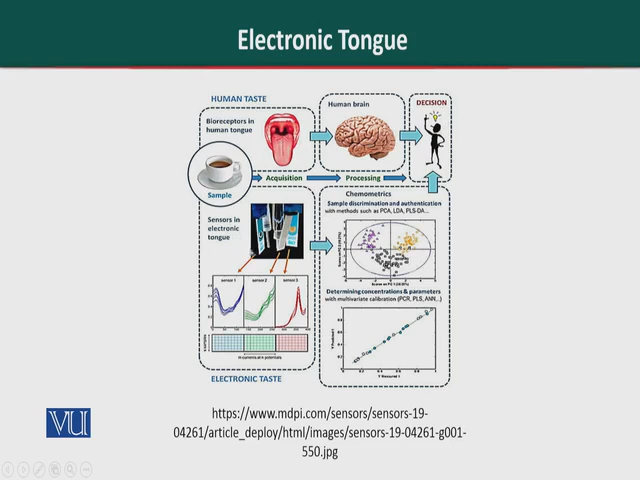 Electronic Tongue
HUMAN TASTE
Bioreceptors in
human tongue
Human brain
DECISION
Sample
Acquisition
Processing
Sensors in
electronic
tongue
sensor 1
sensor 2
sensor 3
ELECTRONIC TASTE
Chemometrics
Sample discrimination and authentication
with methods such as PCA, LDA, PLS-DA...
Determining concentrations & parameters
with multivariate calibration (PCR, PLS, ANN...)
VU
https://www.mdpi.com/sensors/sensors-19-
04261/article_deploy/html/images/sensors-19-04261-g001-
550.jpg